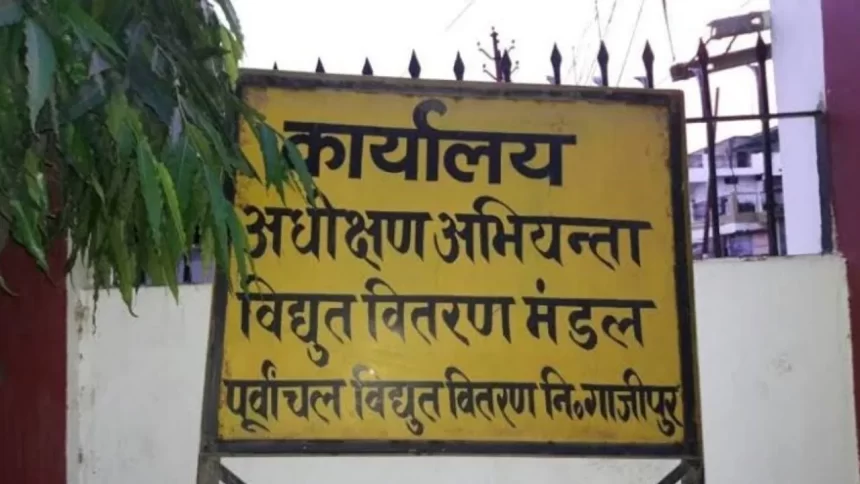 कार्यालय
अधीक्षण अभियन्ता
विद्युत वितरण मंडल
पूर्वांचल विद्युत वितरण नि॰गाजीपुर